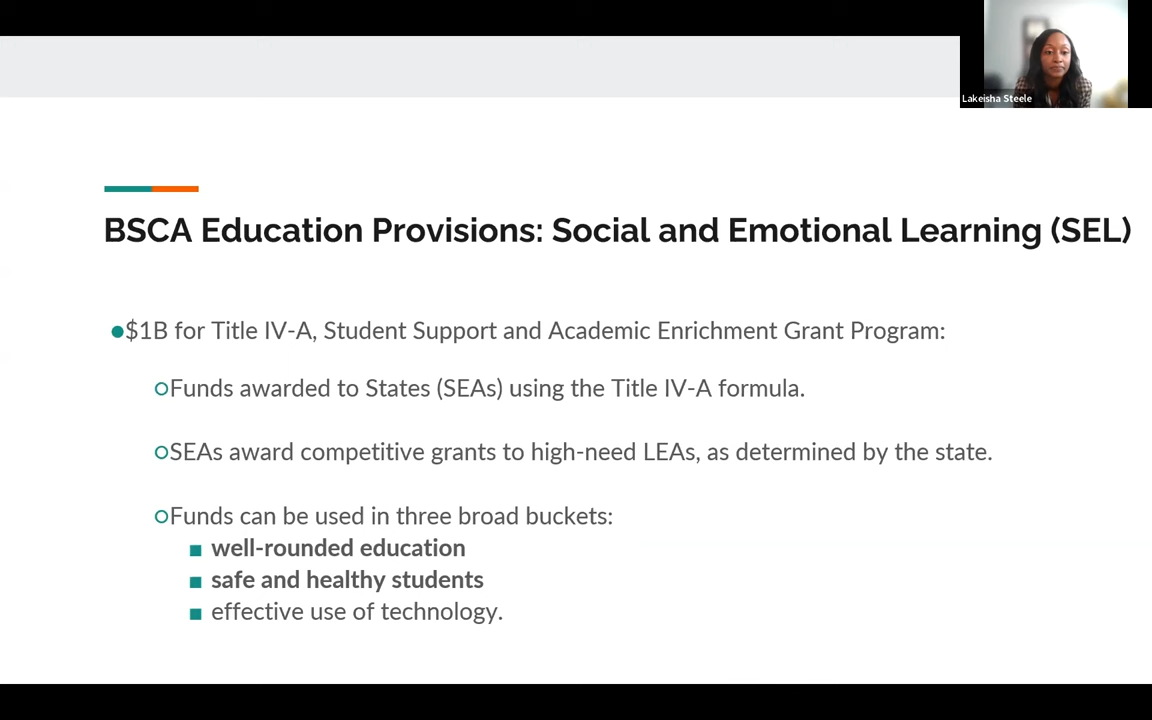 Lakeisha Steele
BSCA Education Provisions: Social and Emotional Learning (SEL)
●$1B for Title IV-A, Student Support and Academic Enrichment Grant Program:
○Funds awarded to States (SEAs) using the Title IV-A formula.
○SEAs award competitive grants to high-need LEAs, as determined by the state.
○Funds can be used in three broad buckets:
■ well-rounded education
■ safe and healthy students
■ effective use of technology.